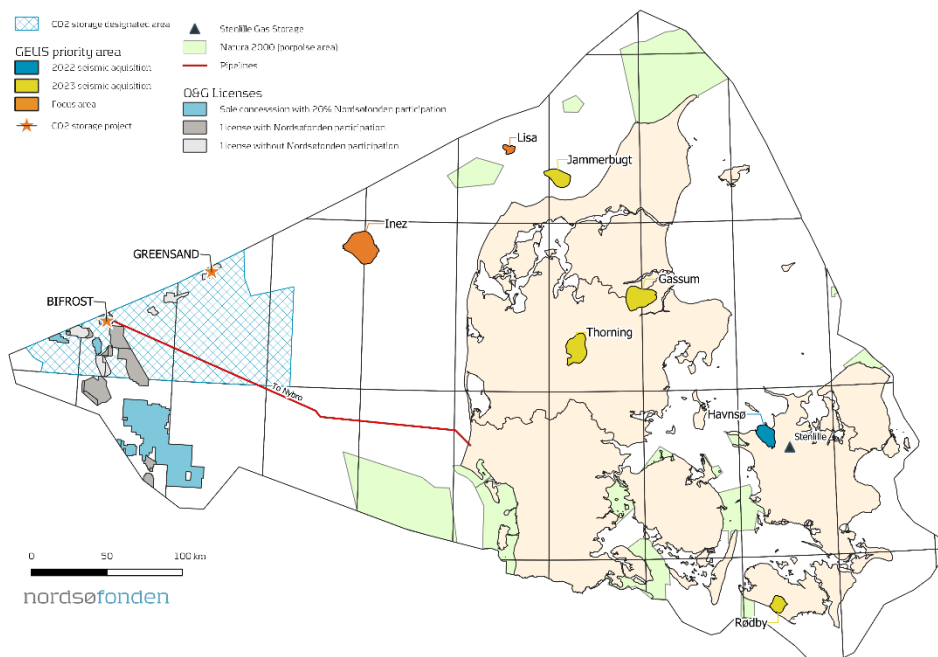 CO2 storage designated area
GEUS priority area
2022 seismic aquisition
2023 seismic aquisition
Focus area
CO2 storage project
Stenlille Gas Storage
Natura 2000 (porpoise area)
Pipelines
O&G Licenses
Sole concesssion with 20% Nordsøfonden participation
License with Nordsøfonden participation
License without Nordsøfonden participation
Lisa
Jammerbugt
Inez
GREENSAND
Gassum
BIFROST
Thorning
To Nybro
Havnsø
Stenlille
Rødby
0 50 100 km
nordsøfonden